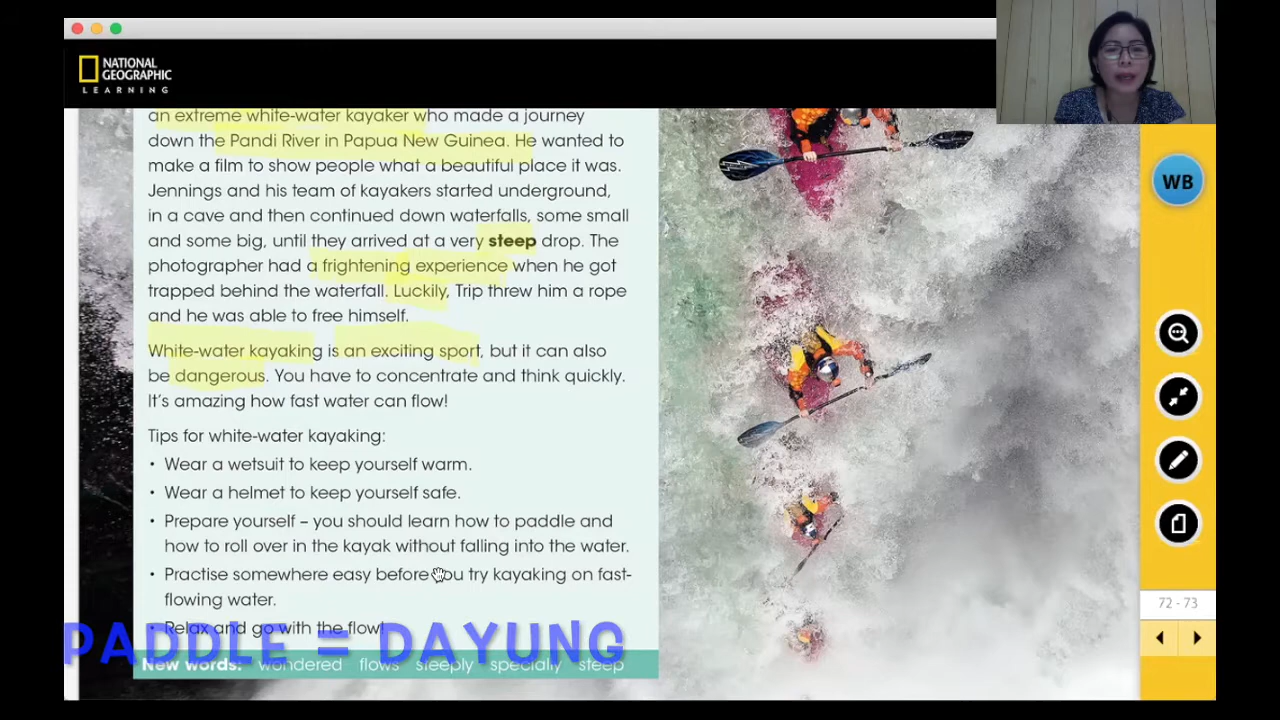 NATIONAL
GEOGRAPHIC
LEARNING
an extreme white-water kayaker who made a journey
down the Pandi River in Papua New Guinea. He wanted to
make a film to show people what a beautiful place it was.
Jennings and his team of kayakers started underground,
in a cave and then continued down waterfalls, some small
and some big, until they arrived at a very steep drop. The
photographer had a frightening experience when he got
trapped behind the waterfall. Luckily, Trip threw him a rope
and he was able to free himself.
White-water kayaking is an exciting sport, but it can also
be dangerous. You have to concentrate and think quickly.
It's amazing how fast water can flow!
Tips for white-water kayaking:
• Wear a wetsuit to keep yourself warm.
• Wear a helmet to keep yourself safe.
• Prepare yourself – you should learn how to paddle and
how to roll over in the kayak without falling into the water.
• Practise somewhere easy before you try kayaking on fast-
flowing water.
• Relax and go with the flow!
PADDLE = DAYUNG
New words: wondered flows steeply specially steep
WB
72 - 73